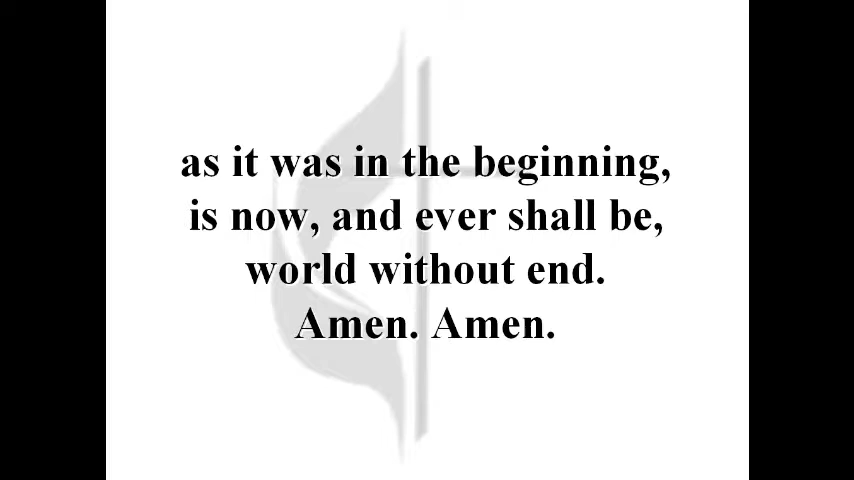 as it was in the beginning,
is now, and ever shall be,
world without end.
Amen. Amen.